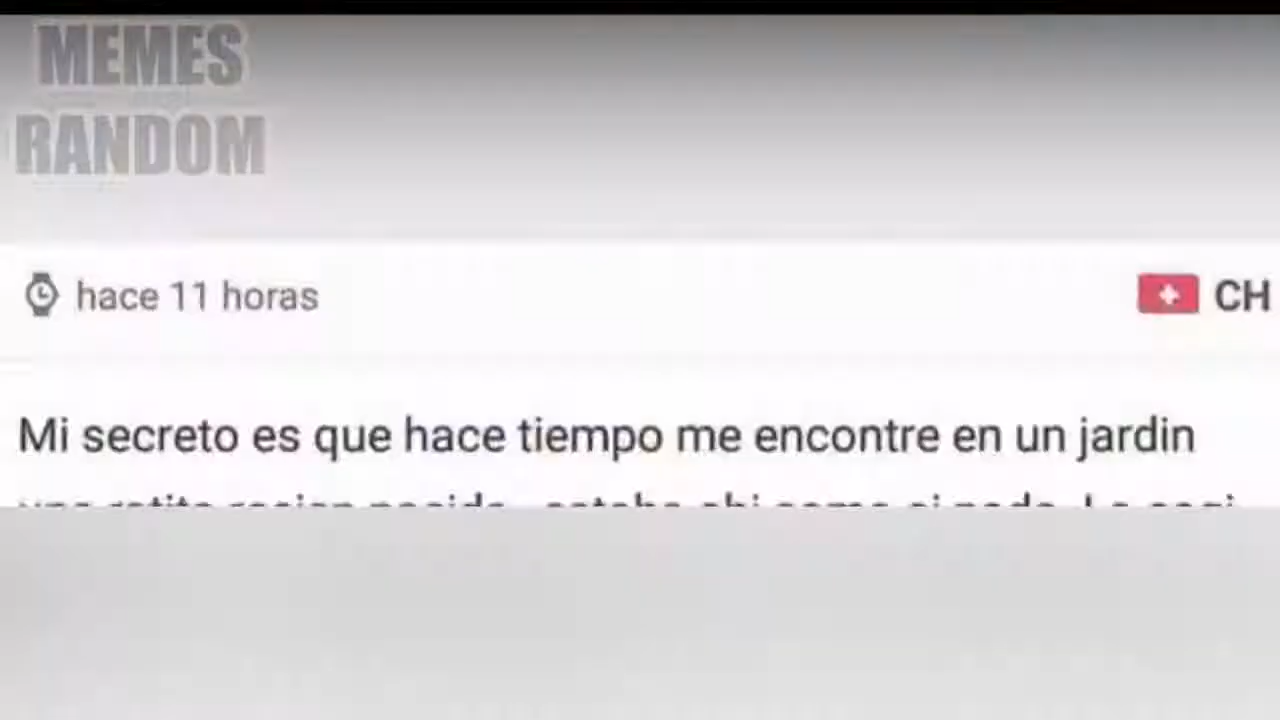 MEMES
RANDOM
hace 11 horas
CH
Mi secreto es que hace tiempo me encontre en un jardin